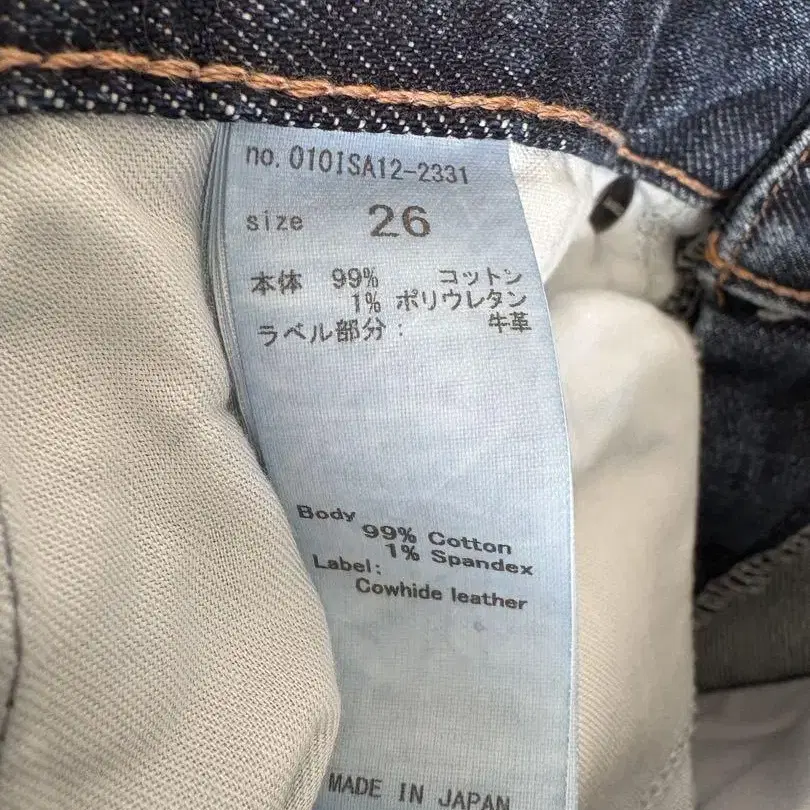 no. 0101SA12-2331
size 26
本体 99% コットン
1% ポリウレタン
ラベル部分: 牛革
Body
99% Cotton
1% Spandex
Label:
Cowhide leather
MADE IN JAPAN